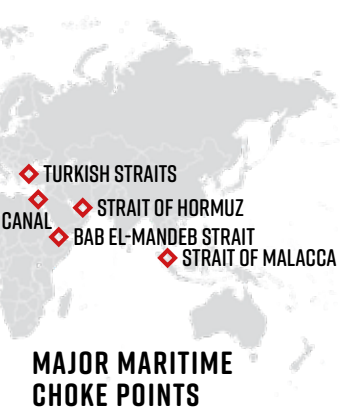 TURKISH STRAITS
CANAL
STRAIT OF HORMUZ
BAB EL-MANDEB STRAIT
STRAIT OF MALACCA
MAJOR MARITIME
CHOKE POINTS